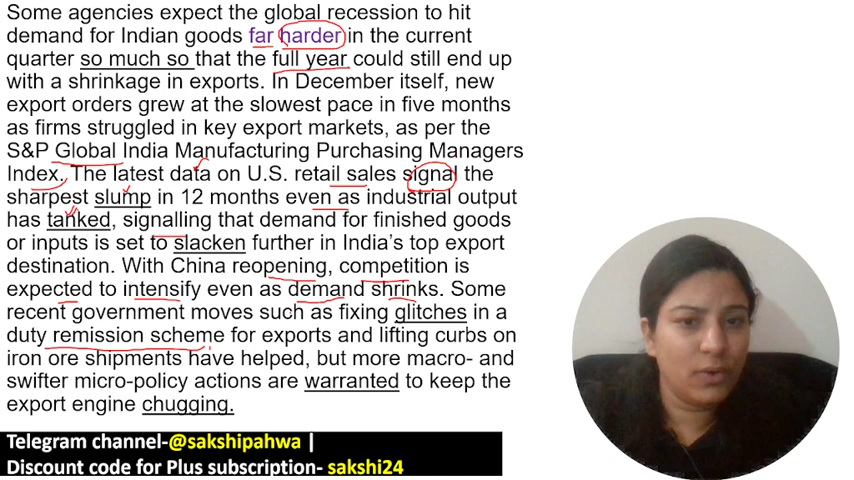 Some agencies expect the global recession to hit
demand for Indian goods far harder in the current
quarter so much so that the full year could still end up
with a shrinkage in exports. In December itself, new
export orders grew at the slowest pace in five months
as firms struggled in key export markets, as per the
S&P Global India Manufacturing Purchasing Managers
Index. The latest data on U.S. retail sales signal the
sharpest slump in 12 months even as industrial output
has tanked, signalling that demand for finished goods
or inputs is set to slacken further in India's top export
destination. With China reopening, competition is
expected to intensify even as demand shrinks. Some
recent government moves such as fixing glitches in a
duty remission scheme for exports and lifting curbs on
iron ore shipments have helped, but more macro- and
swifter micro-policy actions are warranted to keep the
export engine chugging.
Telegram channel-@sakshipahwa |
Discount code for Plus subscription- sakshi24